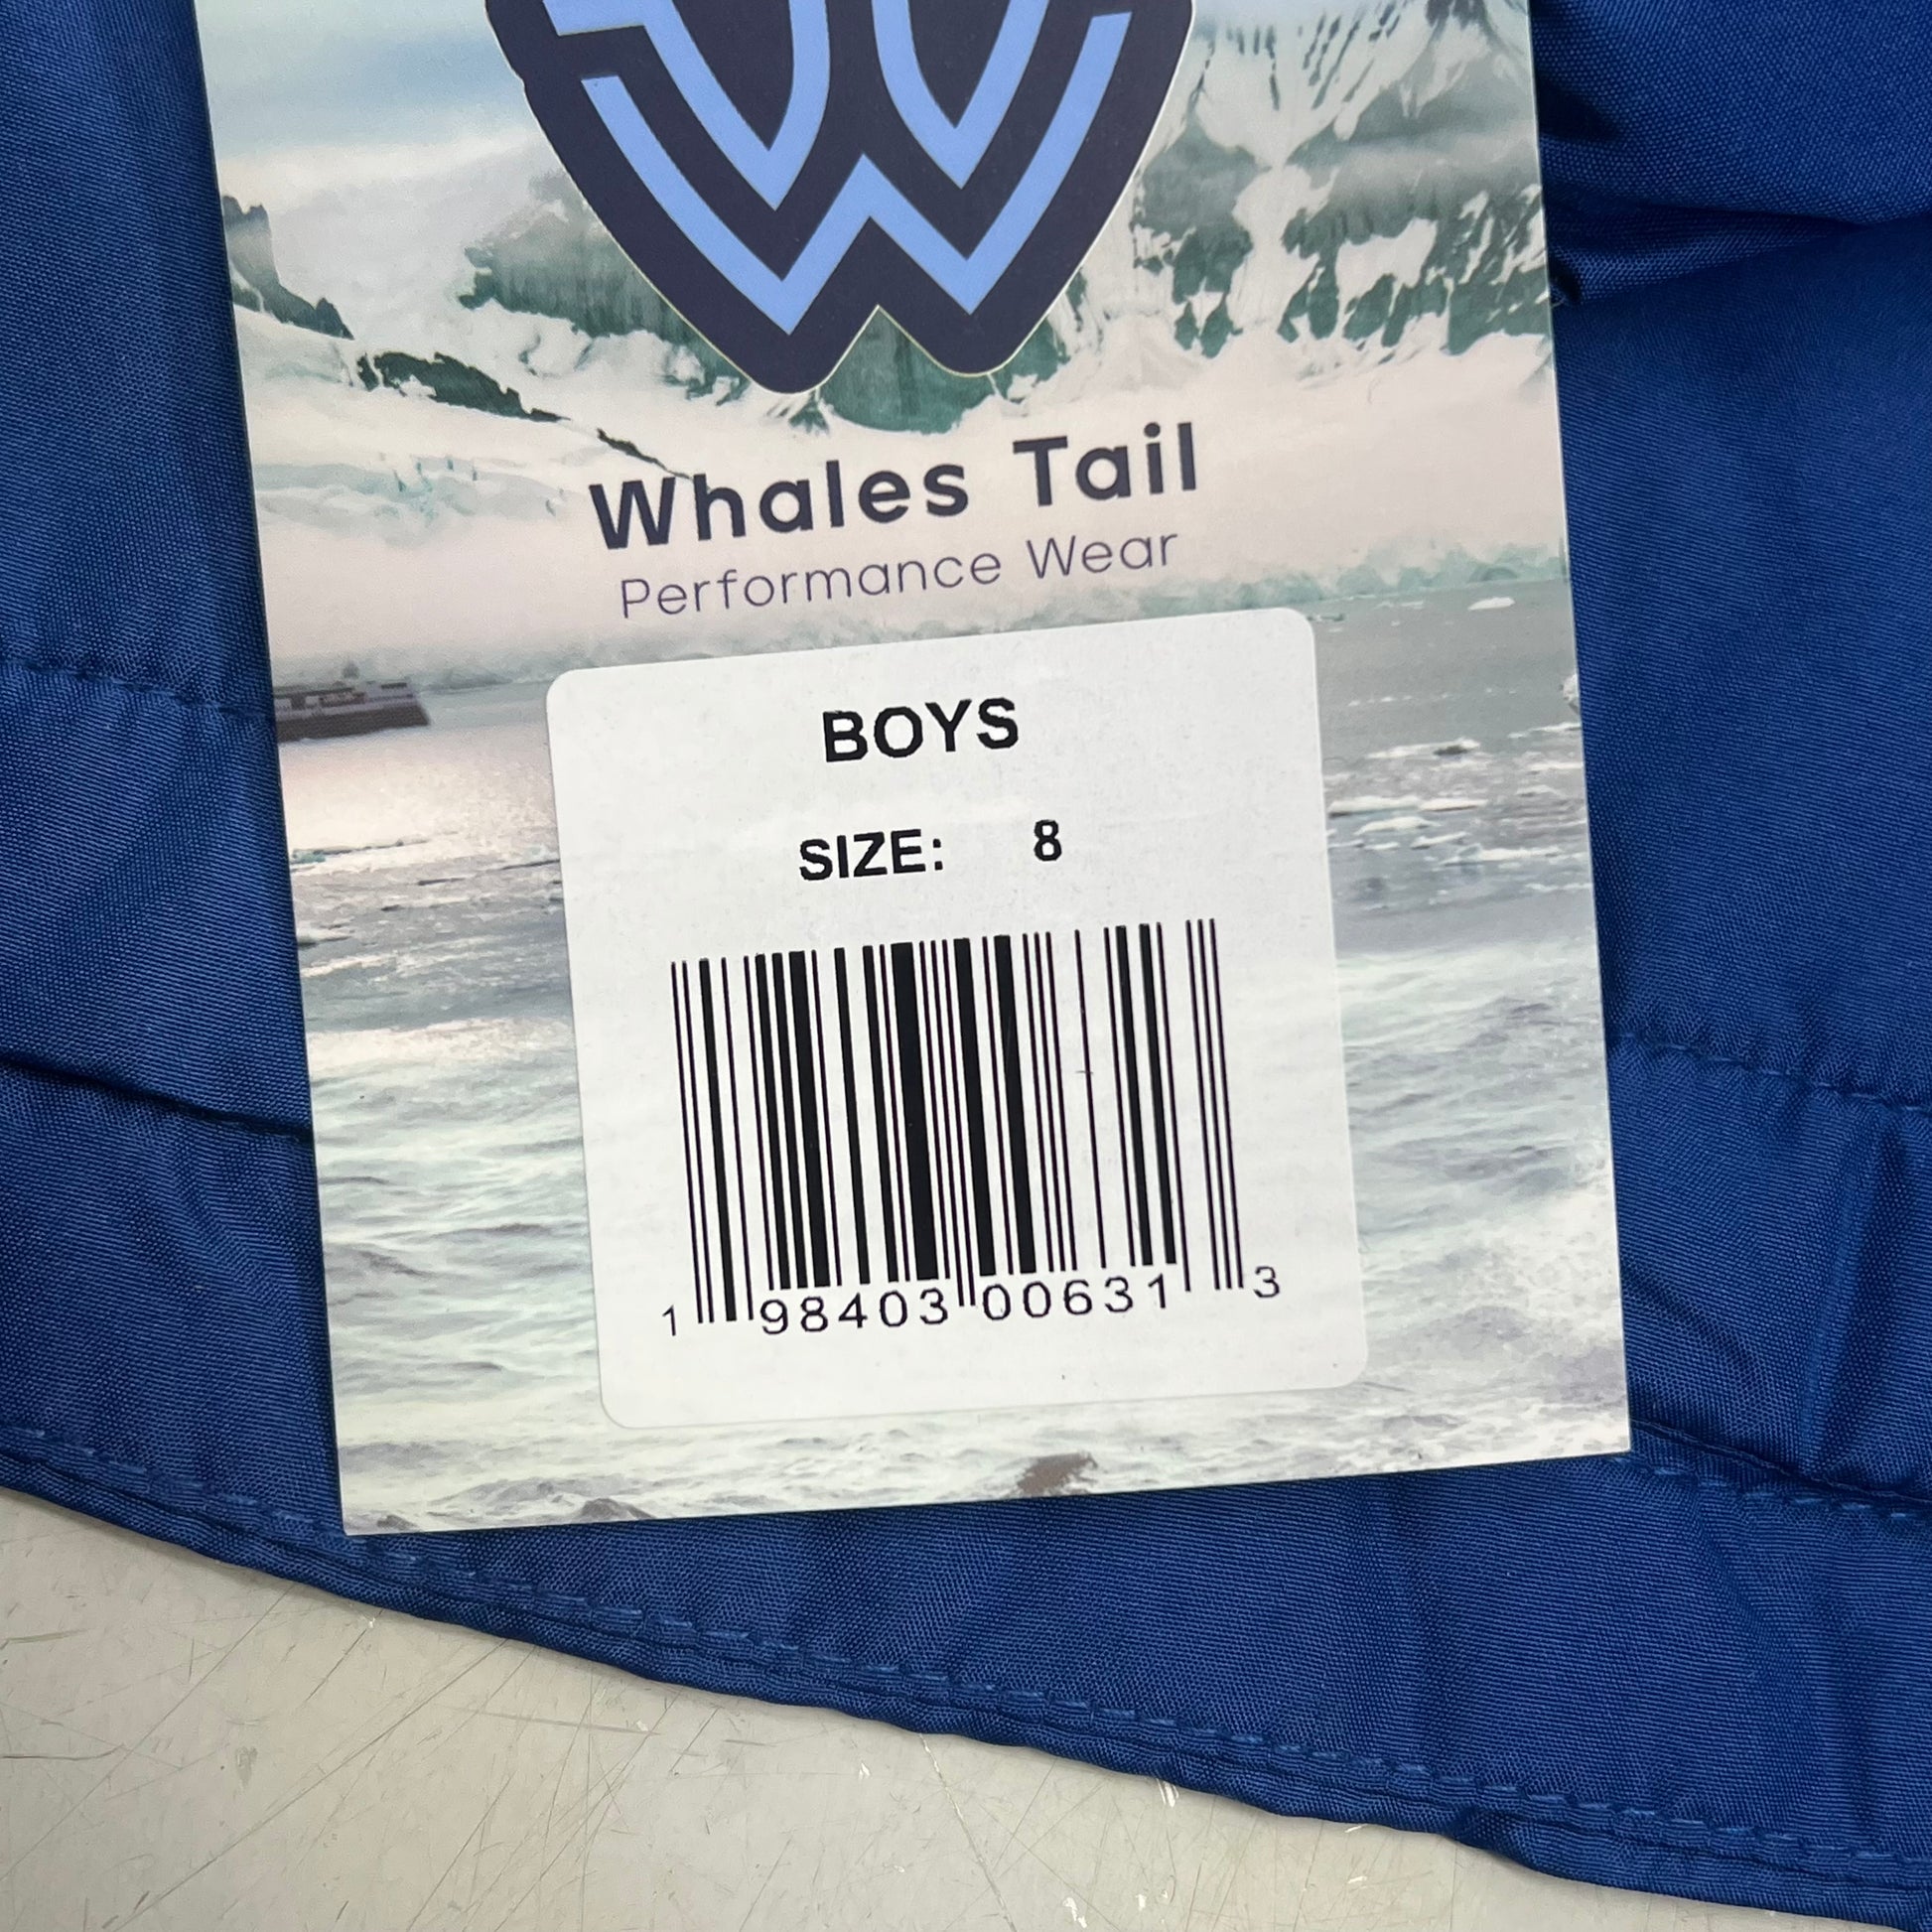 Whales Tail
Performance Wear
BOYS
SIZE: 8
1 98403 00631 3